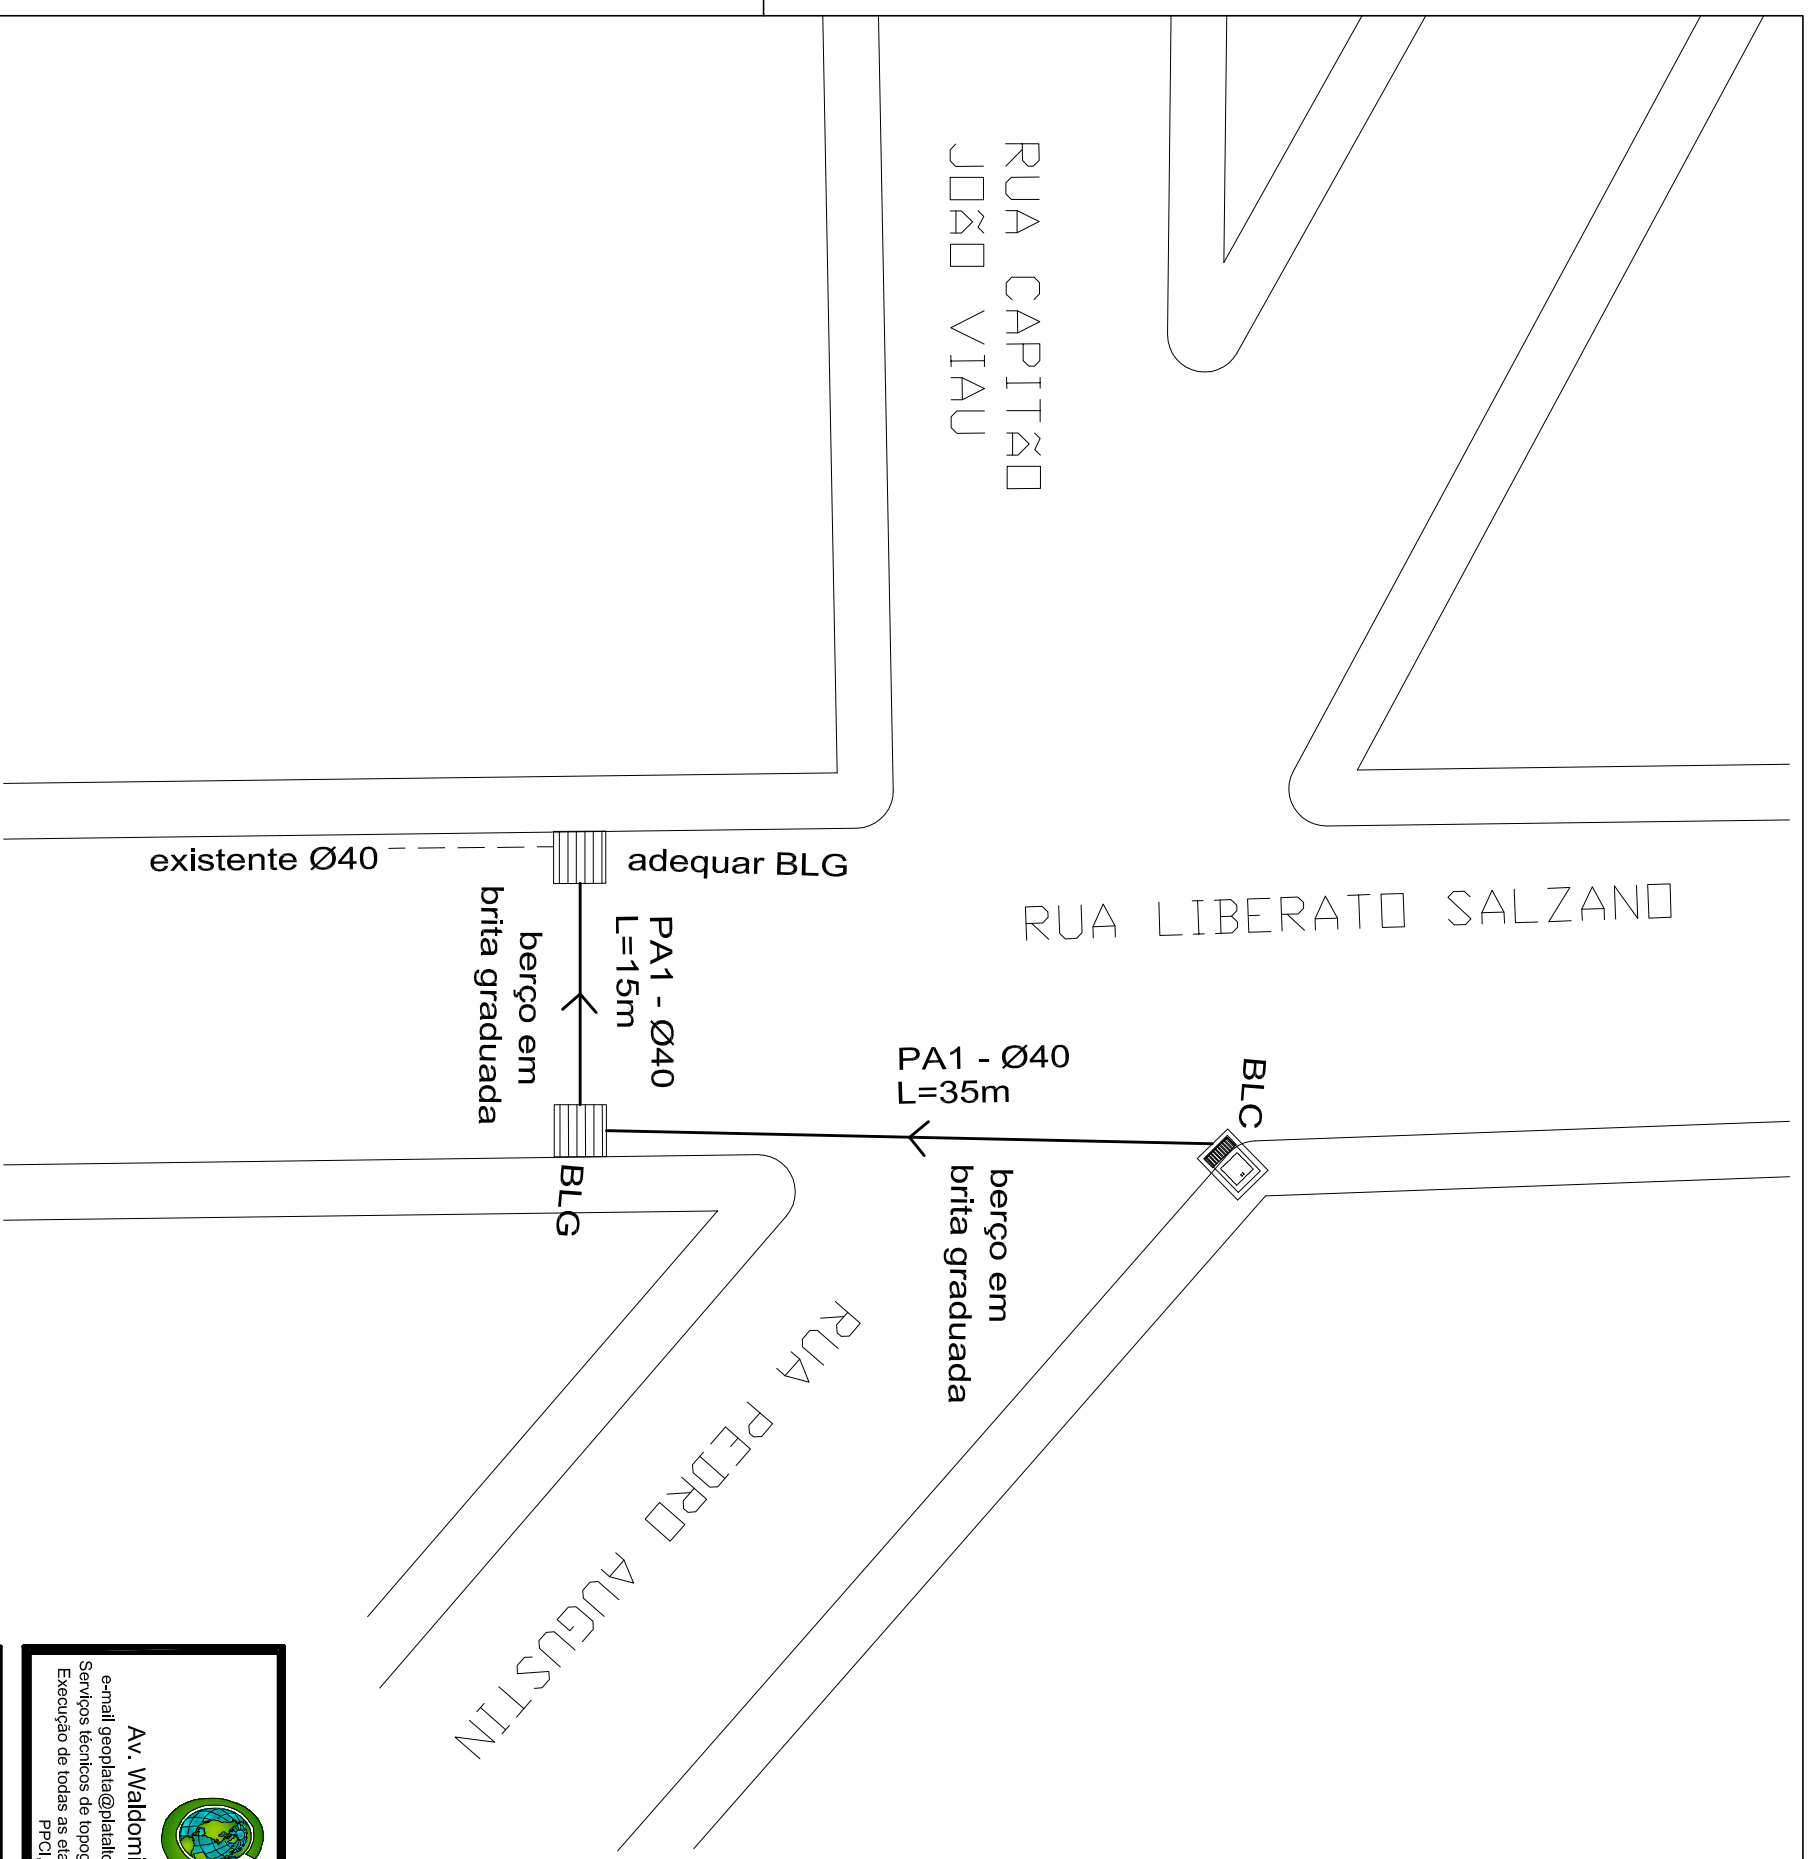 RUA CAPITÃO
JOÃO VIAU
existente Ø40
adequar BLG
RUA LIBERATO SALZANO
PA1 - Ø40
L=15m
berço em
brita graduada
PA1 - Ø40
L=35m
BLC
berço em
brita graduada
BLG
RUA PEDRO AUGUSTIN
Av. Waldomi
e-mail geoplata@platalto
Serviços técnicos de topog
Execução de todas as eta
PPCI,